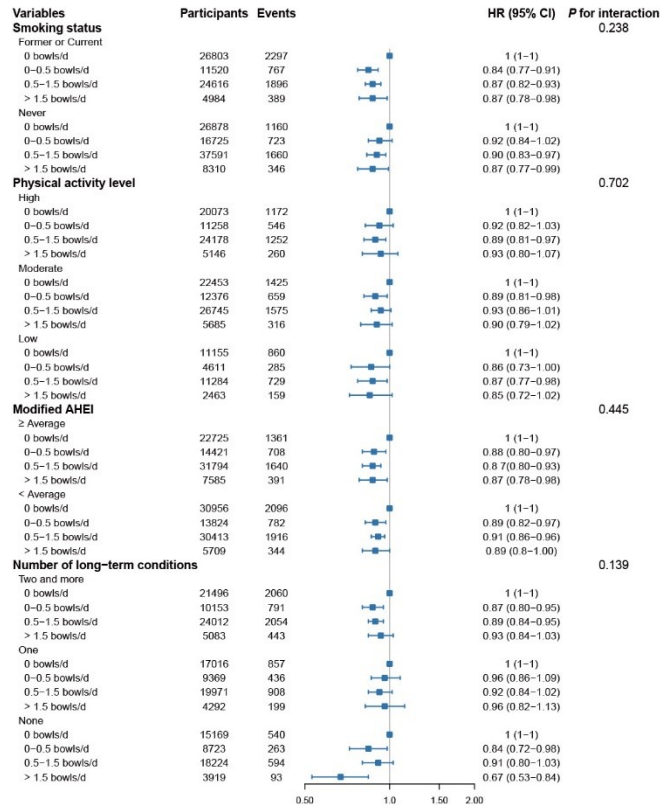 Variables Participants Events HR (95% CI) P for interaction
Smoking status 0.238
Former or Current
0 bowls/d 26803 2297 1 (1−1)
0−0.5 bowls/d 11520 767 0.84 (0.77−0.91)
0.5−1.5 bowls/d 24616 1896 0.87 (0.82−0.93)
> 1.5 bowls/d 4984 389 0.87 (0.78−0.98)
Never
0 bowls/d 26878 1160 1 (1−1)
0−0.5 bowls/d 16725 723 0.92 (0.84−1.02)
0.5−1.5 bowls/d 37591 1660 0.90 (0.83−0.97)
> 1.5 bowls/d 8310 346 0.87 (0.77−0.99)
Physical activity level 0.702
High
0 bowls/d 20073 1172 1 (1−1)
0−0.5 bowls/d 11258 546 0.92 (0.82−1.03)
0.5−1.5 bowls/d 24178 1252 0.89 (0.81−0.97)
> 1.5 bowls/d 5146 260 0.93 (0.80−1.07)
Moderate
0 bowls/d 22453 1425 1 (1−1)
0−0.5 bowls/d 12376 659 0.89 (0.81−0.98)
0.5−1.5 bowls/d 26745 1575 0.93 (0.86−1.01)
> 1.5 bowls/d 5685 316 0.90 (0.79−1.02)
Low
0 bowls/d 11155 860 1 (1−1)
0−0.5 bowls/d 4611 285 0.86 (0.73−1.00)
0.5−1.5 bowls/d 11284 729 0.87 (0.77−0.98)
> 1.5 bowls/d 2463 159 0.85 (0.72−1.02)
Modified AHEI 0.445
≥ Average
0 bowls/d 22725 1361 1 (1−1)
0−0.5 bowls/d 14421 708 0.88 (0.80−0.97)
0.5−1.5 bowls/d 31794 1640 0.8 7(0.80−0.93)
> 1.5 bowls/d 7585 391 0.87 (0.78−0.98)
< Average
0 bowls/d 30956 2096 1 (1−1)
0−0.5 bowls/d 13824 782 0.89 (0.82−0.97)
0.5−1.5 bowls/d 30413 1916 0.91 (0.86−0.96)
> 1.5 bowls/d 5709 344 0.89 (0.8−1.00)
Number of long−term conditions 0.139
Two and more
0 bowls/d 21496 2060 1 (1−1)
0−0.5 bowls/d 10153 791 0.87 (0.80−0.95)
0.5−1.5 bowls/d 24012 2054 0.89 (0.84−0.95)
> 1.5 bowls/d 5083 443 0.93 (0.84−1.03)
One
0 bowls/d 17016 857 1 (1−1)
0−0.5 bowls/d 9369 436 0.96 (0.86−1.09)
0.5−1.5 bowls/d 19971 908 0.92 (0.84−1.02)
> 1.5 bowls/d 4292 199 0.96 (0.82−1.13)
None
0 bowls/d 15169 540 1 (1−1)
0−0.5 bowls/d 8723 263 0.84 (0.72−0.98)
0.5−1.5 bowls/d 18224 594 0.91 (0.80−1.03)
> 1.5 bowls/d 3919 93 0.67 (0.53−0.84)
0.50 1.0 1.50 2.00